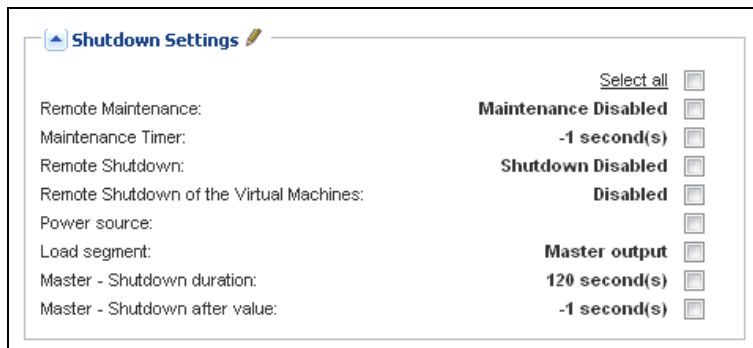 Shutdown Settings
Select all
Remote Maintenance: Maintenance Disabled
Maintenance Timer: -1 second(s)
Remote Shutdown: Shutdown Disabled
Remote Shutdown of the Virtual Machines: Disabled
Power source:
Load segment: Master output
Master - Shutdown duration: 120 second(s)
Master - Shutdown after value: -1 second(s)